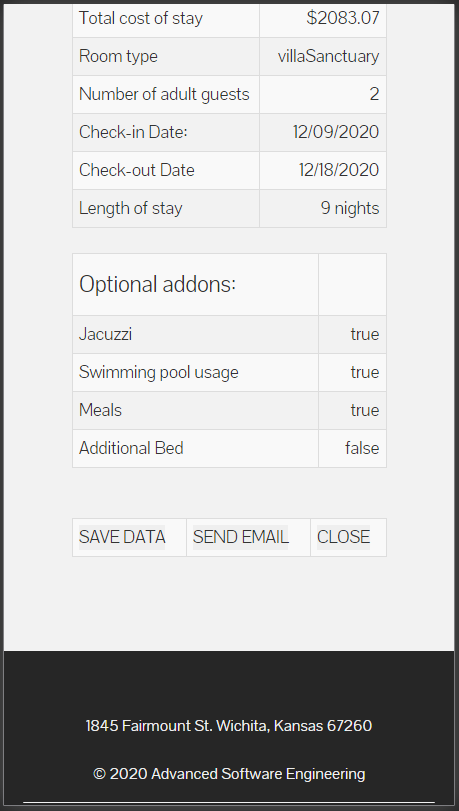 Total cost of stay $2083.07
Room type villaSanctuary
Number of adult guests 2
Check-in Date: 12/09/2020
Check-out Date 12/18/2020
Length of stay 9 nights
Optional addons:
Jacuzzi true
Swimming pool usage true
Meals true
Additional Bed false
SAVE DATA SEND EMAIL CLOSE
1845 Fairmount St. Wichita, Kansas 67260
© 2020 Advanced Software Engineering